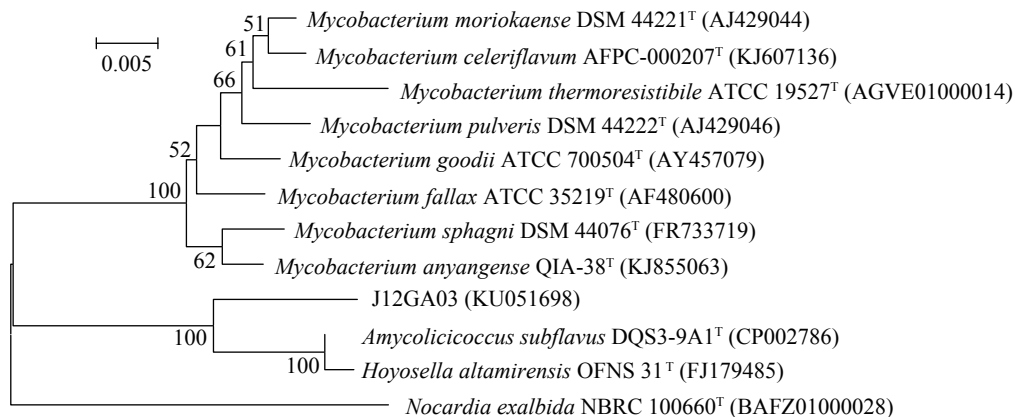 51
Mycobacterium moriokaense DSM 44221ᵀ (AJ429044)
0.005
61
Mycobacterium celeriflavum AFPC-000207ᵀ (KJ607136)
66
Mycobacterium thermoresistibile ATCC 19527ᵀ (AGVE01000014)
Mycobacterium pulveris DSM 44222ᵀ (AJ429046)
52
Mycobacterium goodii ATCC 700504ᵀ (AY457079)
100
Mycobacterium fallax ATCC 35219ᵀ (AF480600)
Mycobacterium sphagni DSM 44076ᵀ (FR733719)
62
Mycobacterium anyangense QIA-38ᵀ (KJ855063)
J12GA03 (KU051698)
100
Amycolicicoccus subflavus DQS3-9A1ᵀ (CP002786)
100
Hoyosella altamirensis OFNS 31ᵀ (FJ179485)
Nocardia exalbida NBRC 100660ᵀ (BAFZ01000028)